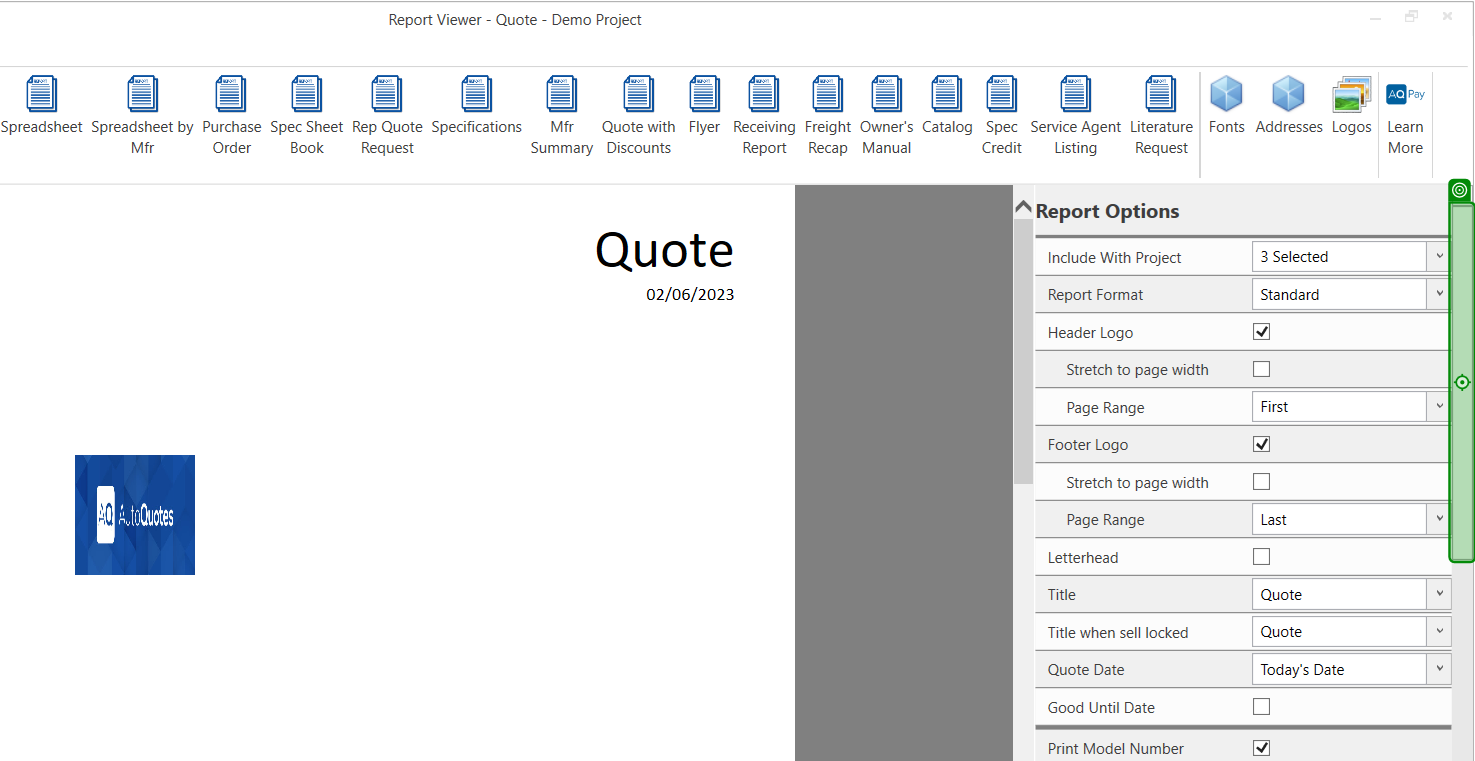 Report Viewer - Quote - Demo Project
Spreadsheet
Spreadsheet by
Mfr
Purchase
Order
Spec Sheet
Book
Rep Quote
Request
Specifications
Mfr
Summary
Quote with
Discounts
Flyer
Receiving
Report
Freight
Recap
Owner's
Manual
Catalog
Spec
Credit
Service Agent
Listing
Literature
Request
Fonts
Addresses
Logos
AQ Pay
Learn
More
Quote
02/06/2023
AQ AutoQuotes
Report Options
Include With Project 3 Selected
Report Format Standard
Header Logo
Stretch to page width
Page Range First
Footer Logo
Stretch to page width
Page Range Last
Letterhead
Title Quote
Title when sell locked Quote
Quote Date Today's Date
Good Until Date
Print Model Number